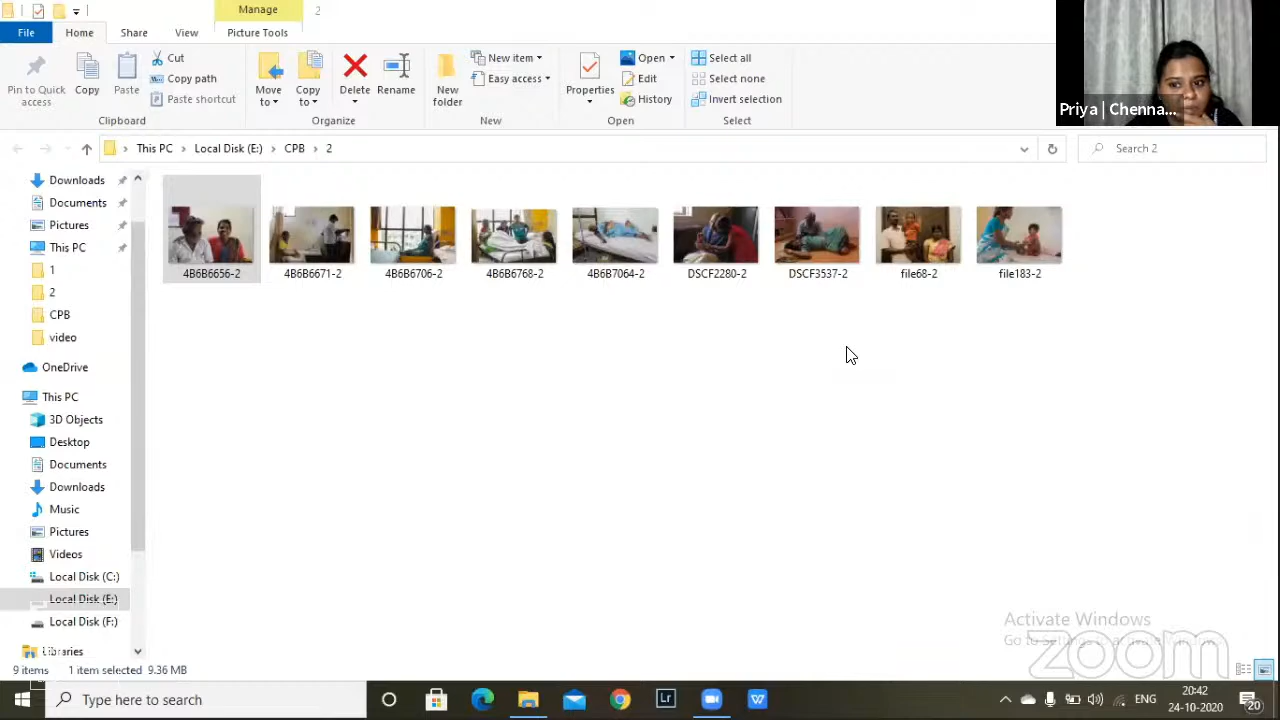 Manage
2
File
Home
Share
View
Picture Tools
Pin to Quick access
Copy
Paste
Cut
Copy path
Paste shortcut
Clipboard
Move to
Copy to
Delete
Rename
Organize
New folder
New item
Easy access
New
Properties
Open
Edit
History
Open
Select all
Select none
Invert selection
Select
Priya | Chenna...
This PC
Local Disk (E:)
CPB
2
Search 2
Downloads
Documents
Pictures
This PC
1
2
CPB
video
OneDrive
This PC
3D Objects
Desktop
Documents
Downloads
Music
Pictures
Videos
Local Disk (C:)
Local Disk (E:)
Local Disk (F:)
Libraries
4B6B6656-2
4B6B6671-2
4B6B6706-2
4B6B6768-2
4B6B7064-2
DSCF2280-2
DSCF3537-2
file68-2
file183-2
Activate Windows
Go to Settings
zoom
9 items
1 item selected
9.36 MB
Type here to search
Lr
ENG
20:42
24-10-2020
20